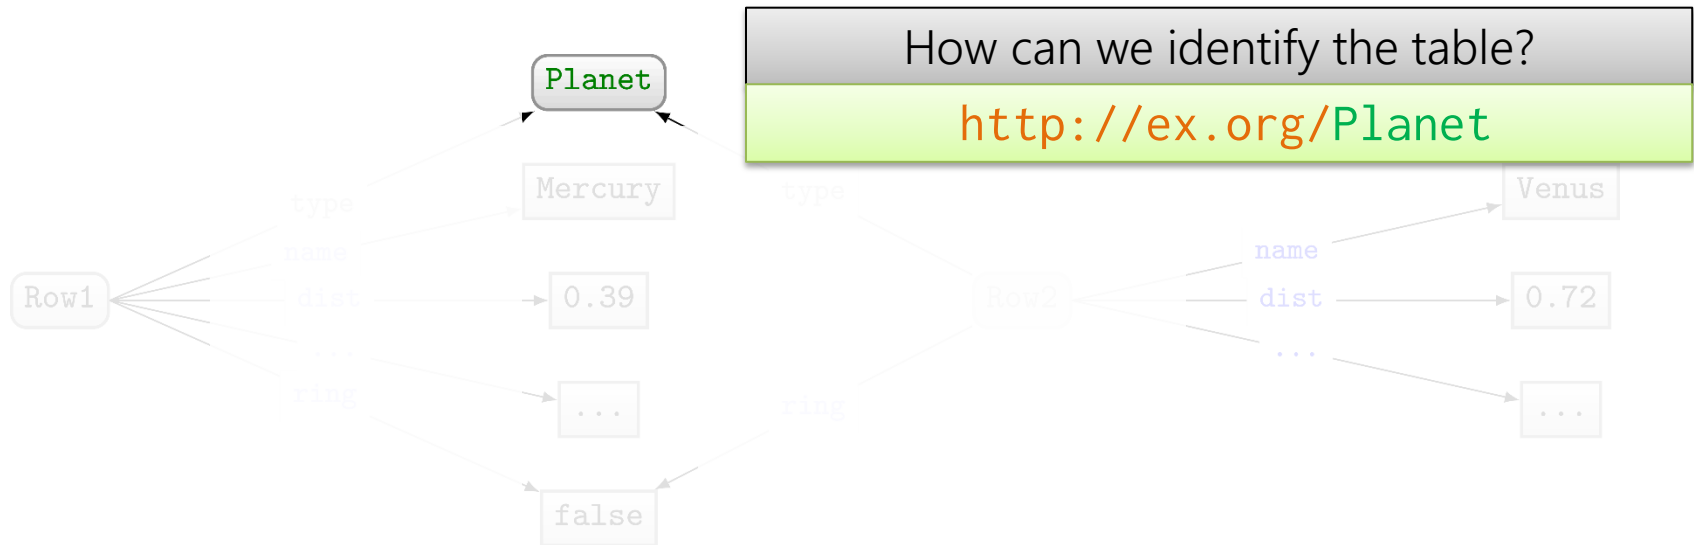 How can we identify the table?
http://ex.org/Planet
Planet
Mercury
Venus
type
type
name
name
Row1
dist
0.39
Row2
dist
0.72
...
...
...
...
ring
ring
false